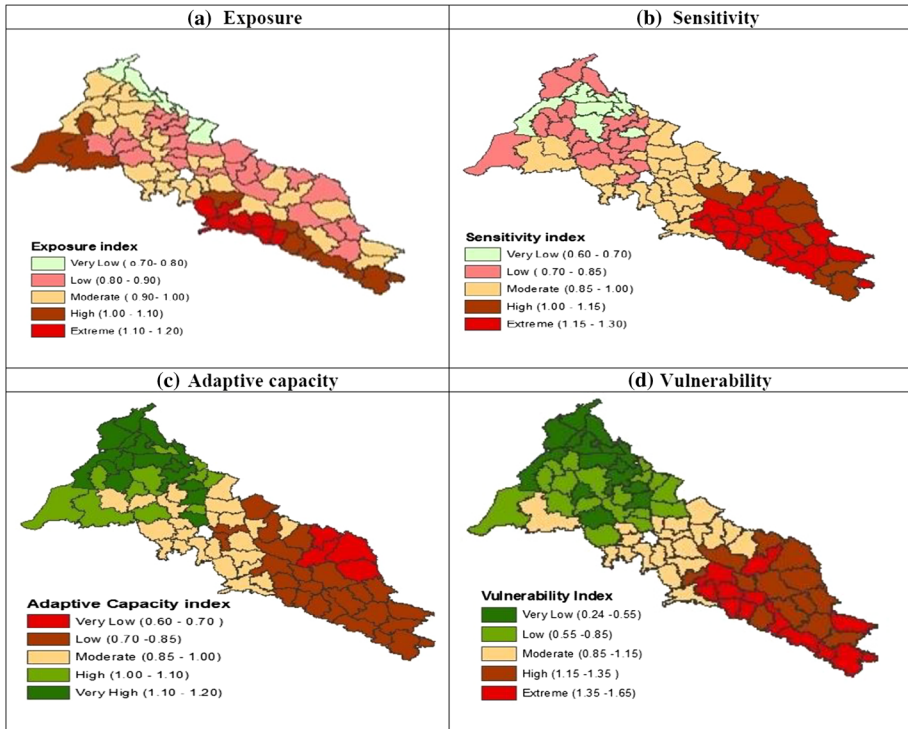 (a) Exposure
(b) Sensitivity
Exposure index
Very Low ( 0.70- 0.80)
Low (0.80 - 0.90)
Moderate ( 0.90- 1.00)
High (1.00 - 1.10)
Extreme (1.10 - 1.20)
Sensitivity index
Very Low (0.60 - 0.70)
Low ( 0.70 - 0.85)
Moderate (0.85 - 1.00)
High (1.00 - 1.15)
Extreme (1.15 - 1.30)
(c) Adaptive capacity
(d) Vulnerability
Adaptive Capacity index
Very Low (0.60 - 0.70 )
Low (0.70 -0.85)
Moderate (0.85 - 1.00)
High (1.00 - 1.10)
Very High (1.10 - 1.20)
Vulnerability Index
Very Low (0.24 -0.55)
Low (0.55 -0.85)
Moderate (0.85 -1.15)
High (1.15 -1.35 )
Extreme (1.35 -1.65)